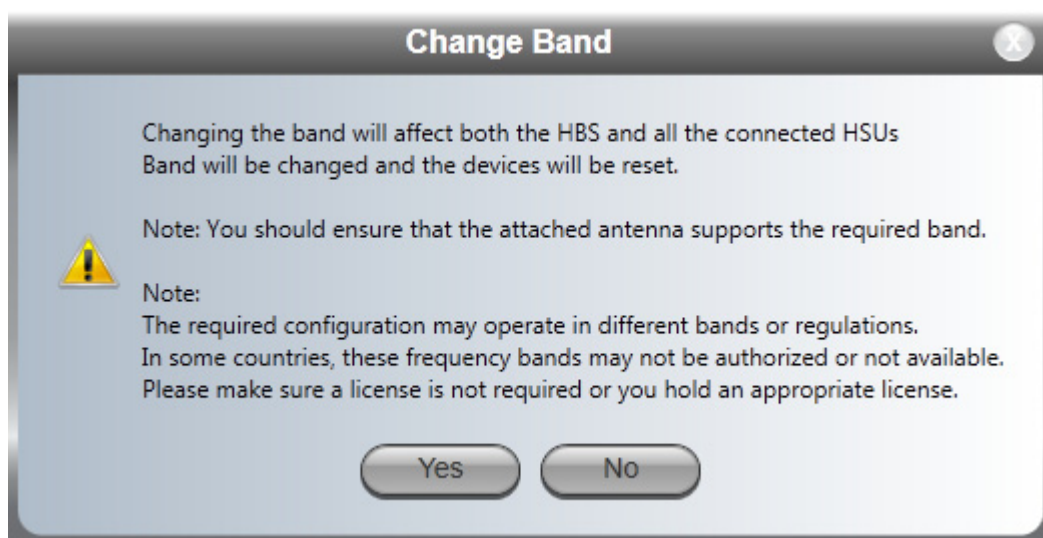 Change Band
X
Changing the band will affect both the HBS and all the connected HSUs
Band will be changed and the devices will be reset.
Note: You should ensure that the attached antenna supports the required band.
Note:
The required configuration may operate in different bands or regulations.
In some countries, these frequency bands may not be authorized or not available.
Please make sure a license is not required or you hold an appropriate license.
Yes
No